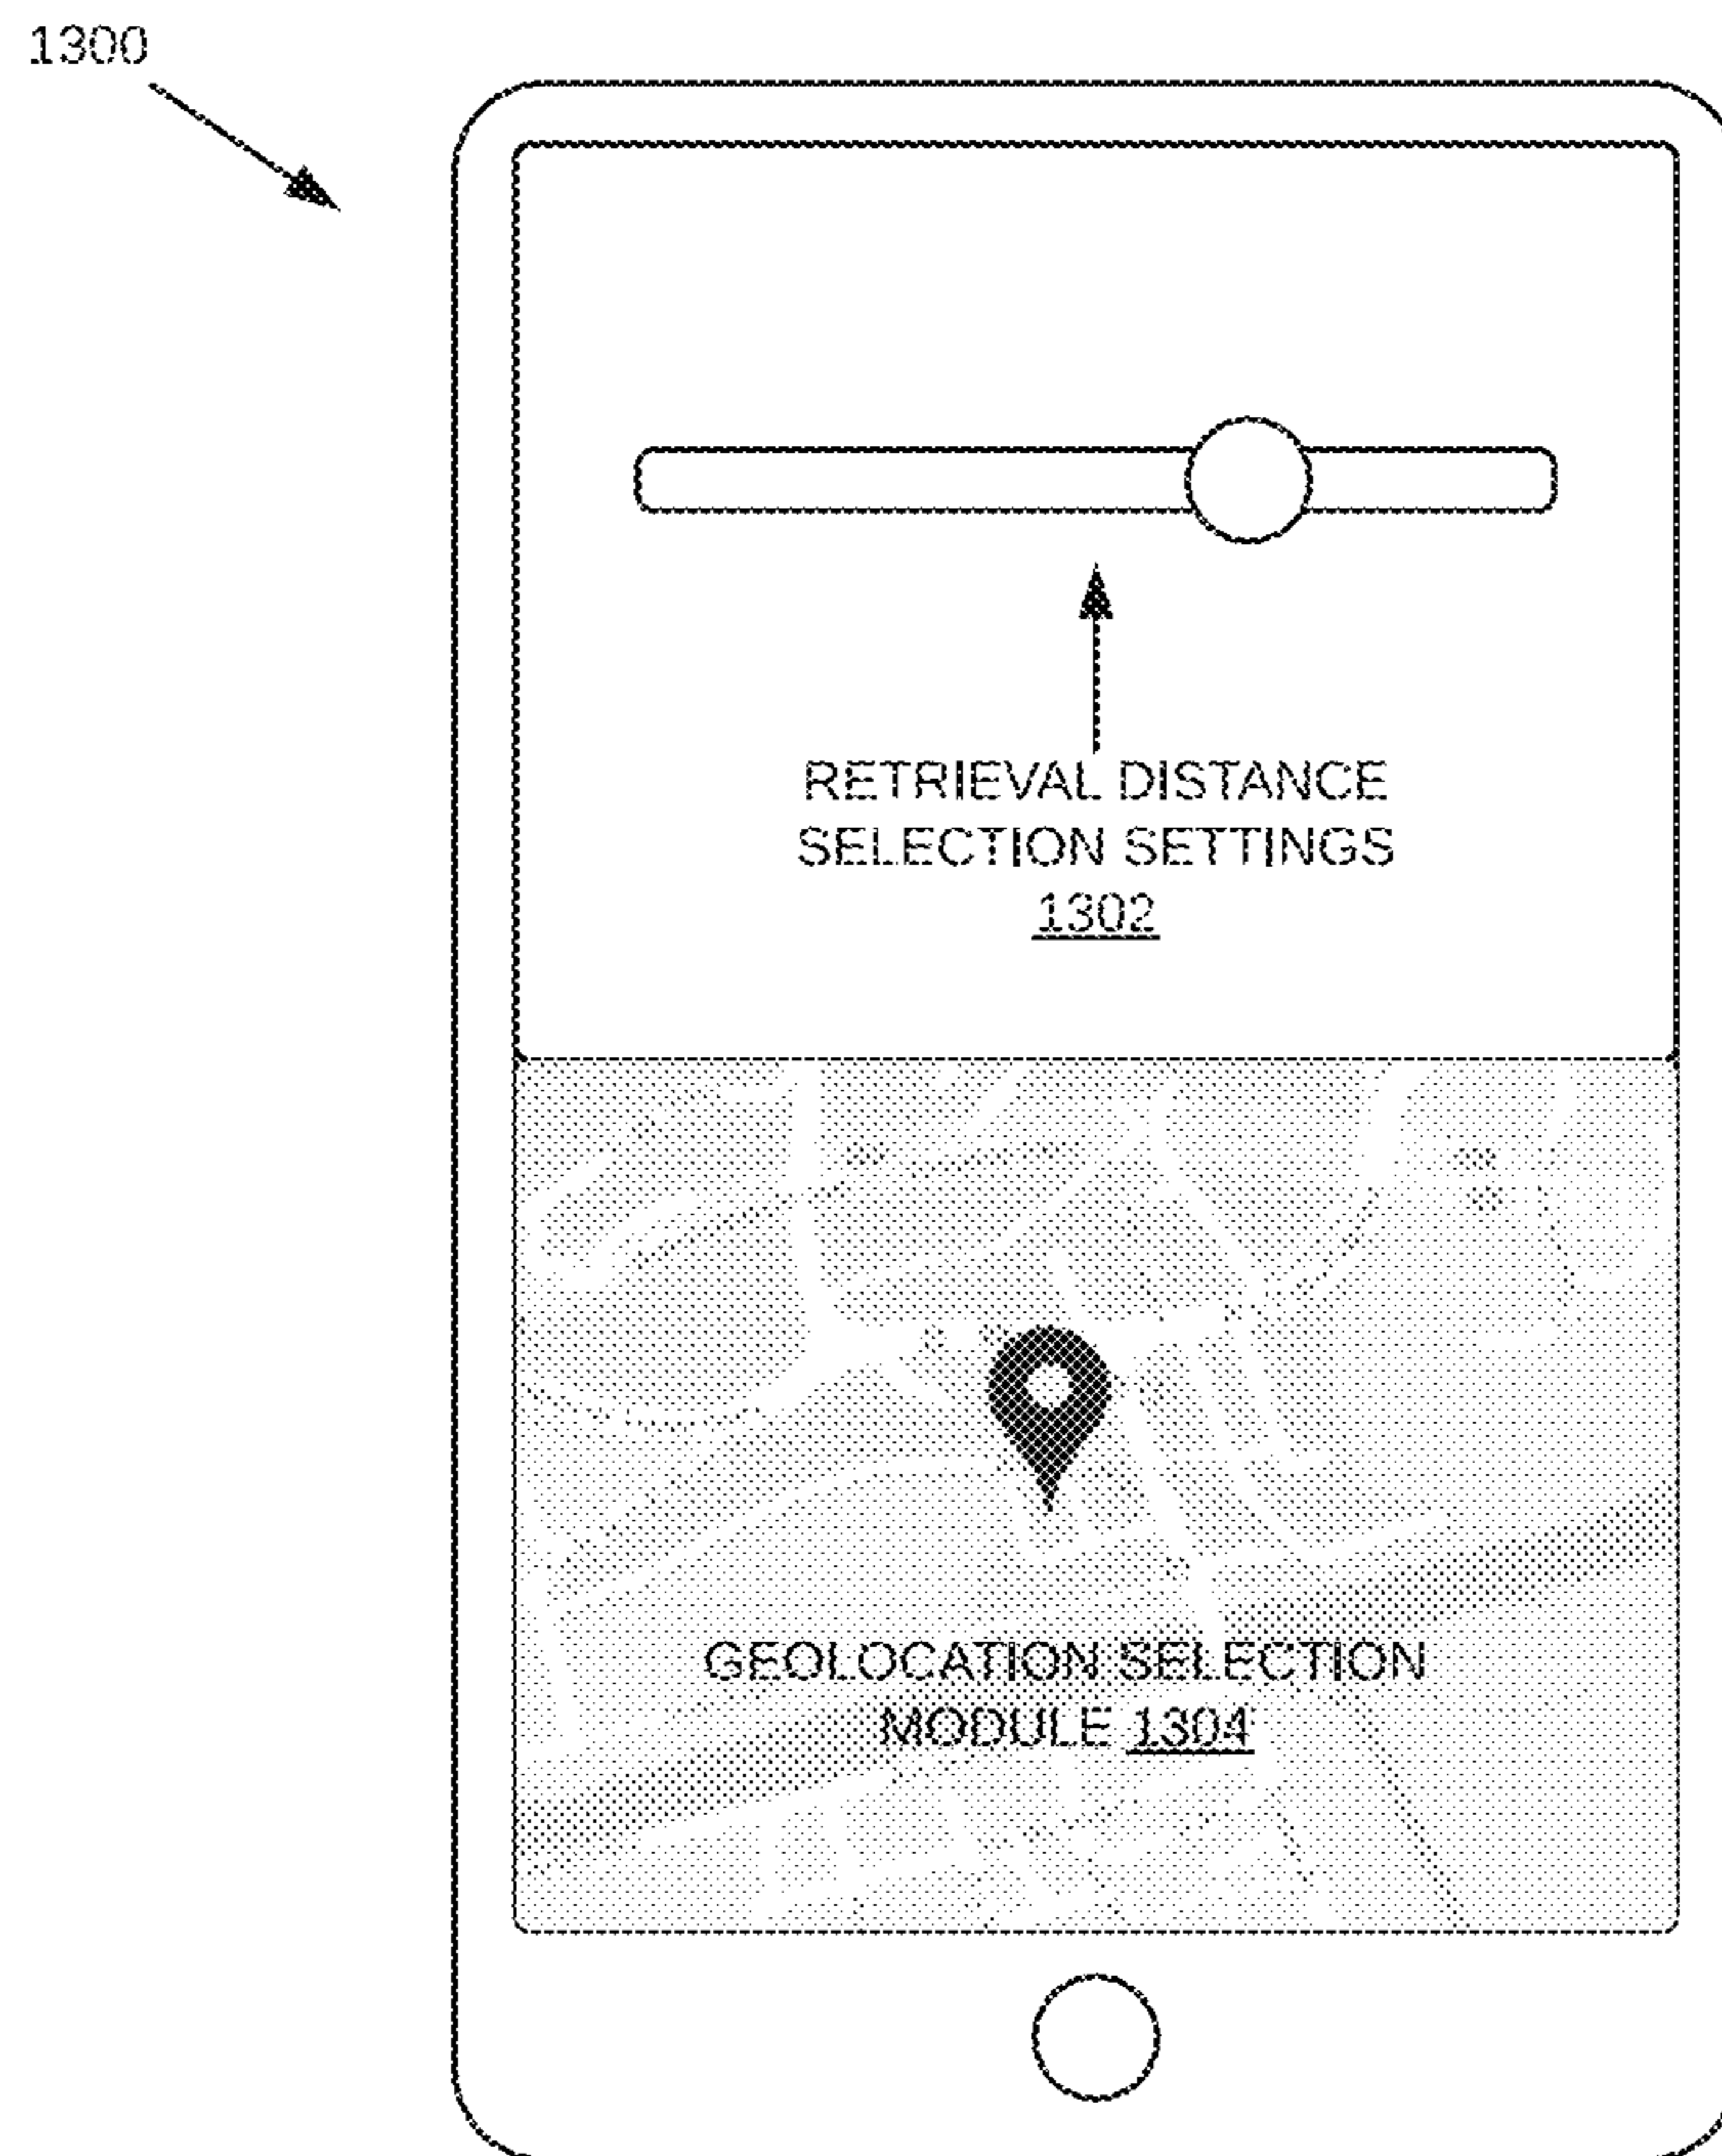 1300
RETRIEVAL DISTANCE
SELECTION SETTINGS
1302
GEOLOCATION SELECTION
MODULE 1304